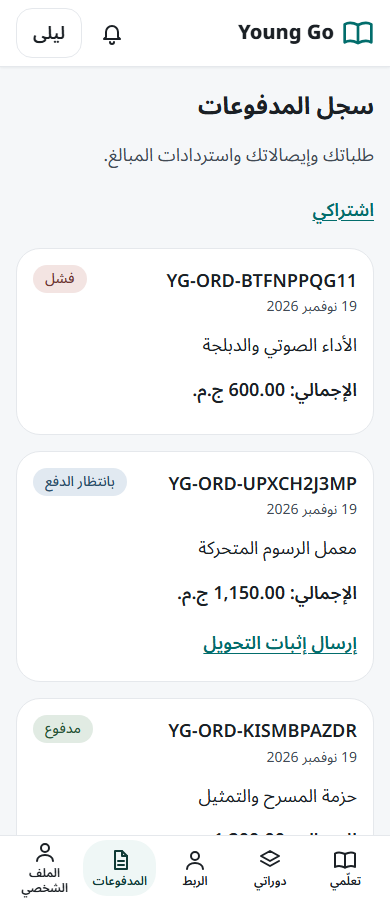 Young Go
ليلى
سجل المدفوعات
طلباتك وإيصالاتك واستردادات المبالغ.
اشتراكي
YG-ORD-BTFNPPQG11
فشل
19 نوفمبر 2026
الأداء الصوتي والدبلجة
الإجمالي: 600.00 ج.م.
YG-ORD-UPXCH2J3MP
بانتظار الدفع
19 نوفمبر 2026
معمل الرسوم المتحركة
الإجمالي: 1,150.00 ج.م.
إرسال إثبات التحويل
YG-ORD-KISMBPAZDR
مدفوع
19 نوفمبر 2026
حزمة المسرح والتمثيل
تعلّمي
دوراتي
الربط
المدفوعات
الملف
الشخصي